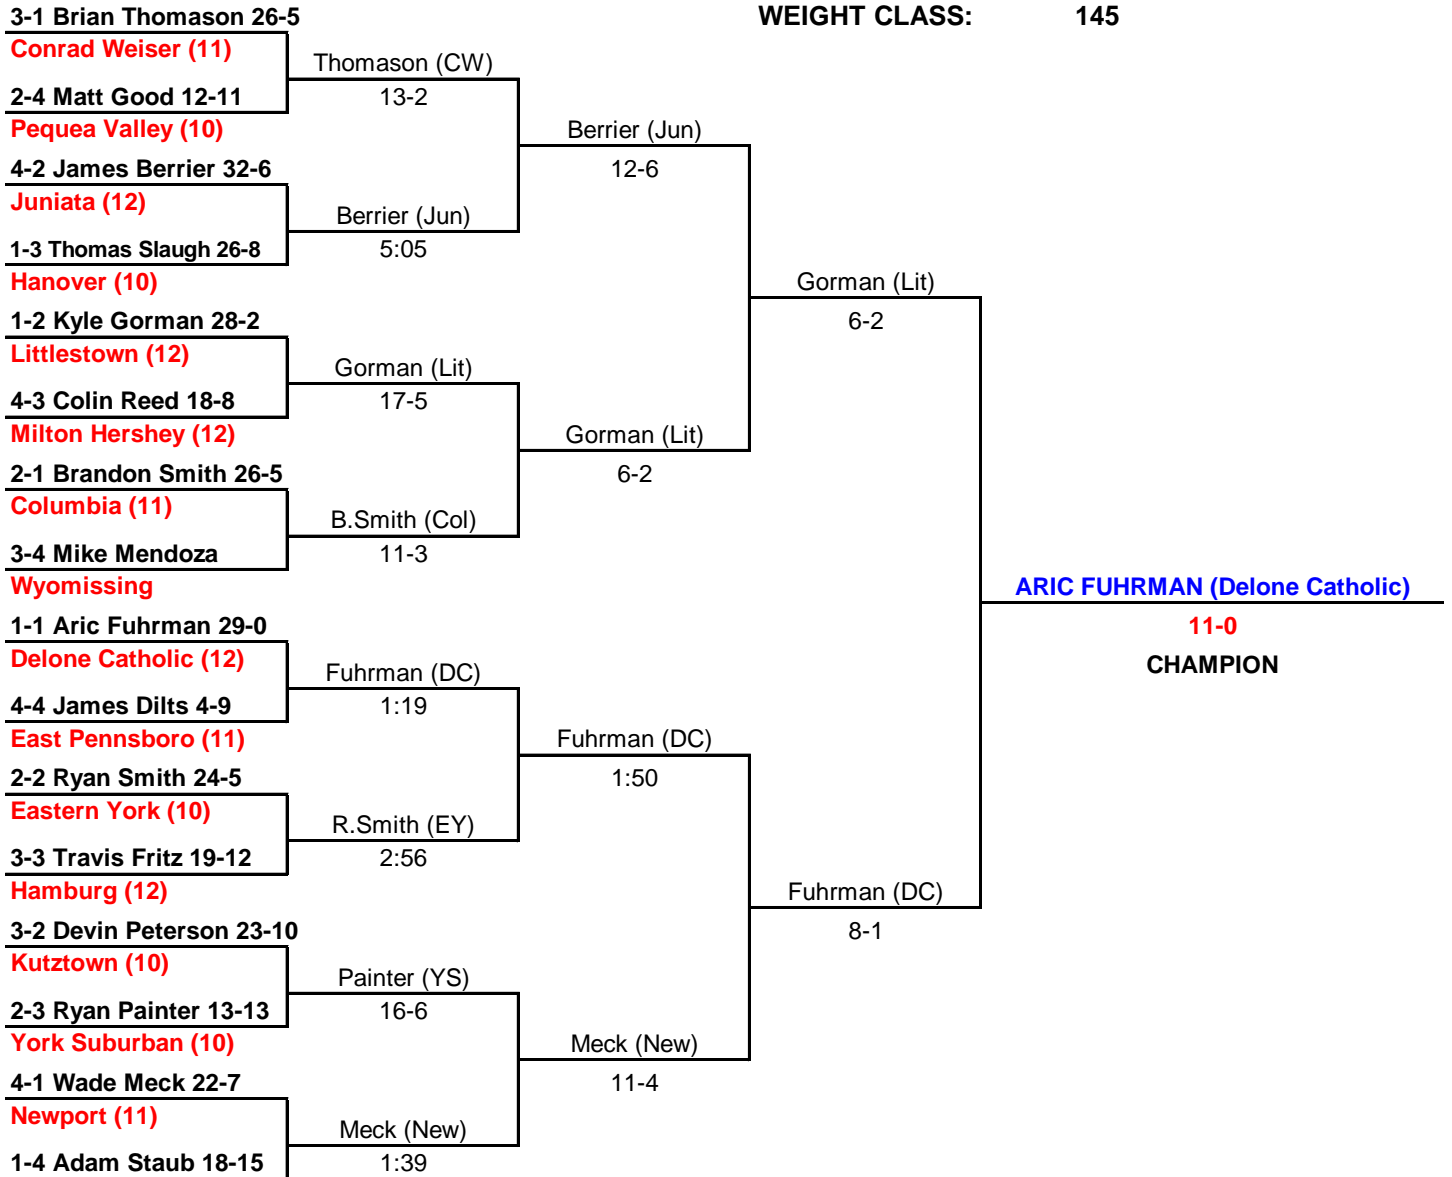 3-1 Brian Thomason 26-5
WEIGHT CLASS: 145
Conrad Weiser (11)
Thomason (CW)
2-4 Matt Good 12-11
13-2
Pequea Valley (10)
Berrier (Jun)
4-2 James Berrier 32-6
12-6
Juniata (12)
Berrier (Jun)
1-3 Thomas Slaugh 26-8
5:05
Hanover (10)
Gorman (Lit)
1-2 Kyle Gorman 28-2
6-2
Littlestown (12)
Gorman (Lit)
4-3 Colin Reed 18-8
17-5
Milton Hershey (12)
Gorman (Lit)
2-1 Brandon Smith 26-5
6-2
Columbia (11)
B.Smith (Col)
3-4 Mike Mendoza
11-3
Wyomissing
ARIC FUHRMAN (Delone Catholic)
1-1 Aric Fuhrman 29-0
11-0
Delone Catholic (12)
CHAMPION
Fuhrman (DC)
4-4 James Dilts 4-9
1:19
East Pennsboro (11)
Fuhrman (DC)
2-2 Ryan Smith 24-5
1:50
Eastern York (10)
R.Smith (EY)
3-3 Travis Fritz 19-12
2:56
Hamburg (12)
Fuhrman (DC)
3-2 Devin Peterson 23-10
8-1
Kutztown (10)
Painter (YS)
2-3 Ryan Painter 13-13
16-6
York Suburban (10)
Meck (New)
4-1 Wade Meck 22-7
11-4
Newport (11)
Meck (New)
1-4 Adam Staub 18-15
1:39